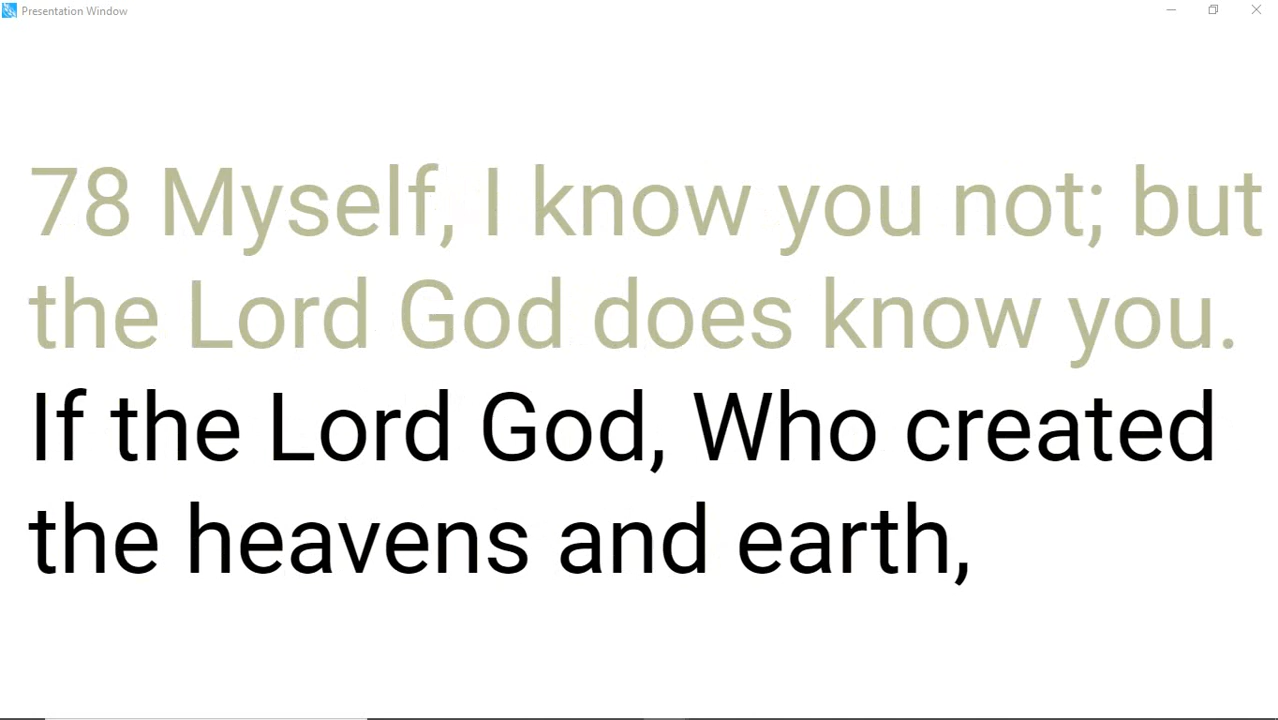 Presentation Window
78 Myself, I know you not; but
the Lord God does know you.
If the Lord God, Who created
the heavens and earth,